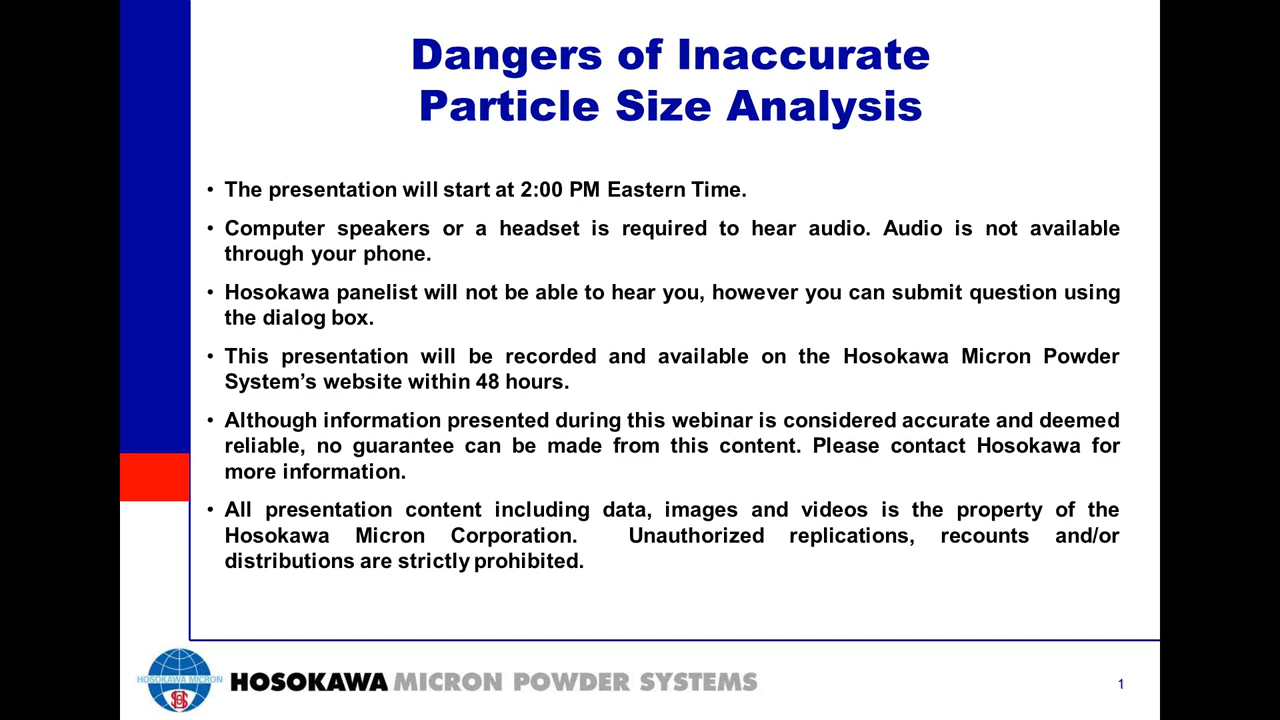 Dangers of Inaccurate
Particle Size Analysis
• The presentation will start at 2:00 PM Eastern Time.
• Computer speakers or a headset is required to hear audio. Audio is not available
through your phone.
• Hosokawa panelist will not be able to hear you, however you can submit question using
the dialog box.
• This presentation will be recorded and available on the Hosokawa Micron Powder
System’s website within 48 hours.
• Although information presented during this webinar is considered accurate and deemed
reliable, no guarantee can be made from this content. Please contact Hosokawa for
more information.
• All presentation content including data, images and videos is the property of the
Hosokawa Micron Corporation. Unauthorized replications, recounts and/or
distributions are strictly prohibited.
HOSOKAWA MICRON
HOSOKAWA MICRON POWDER SYSTEMS
1